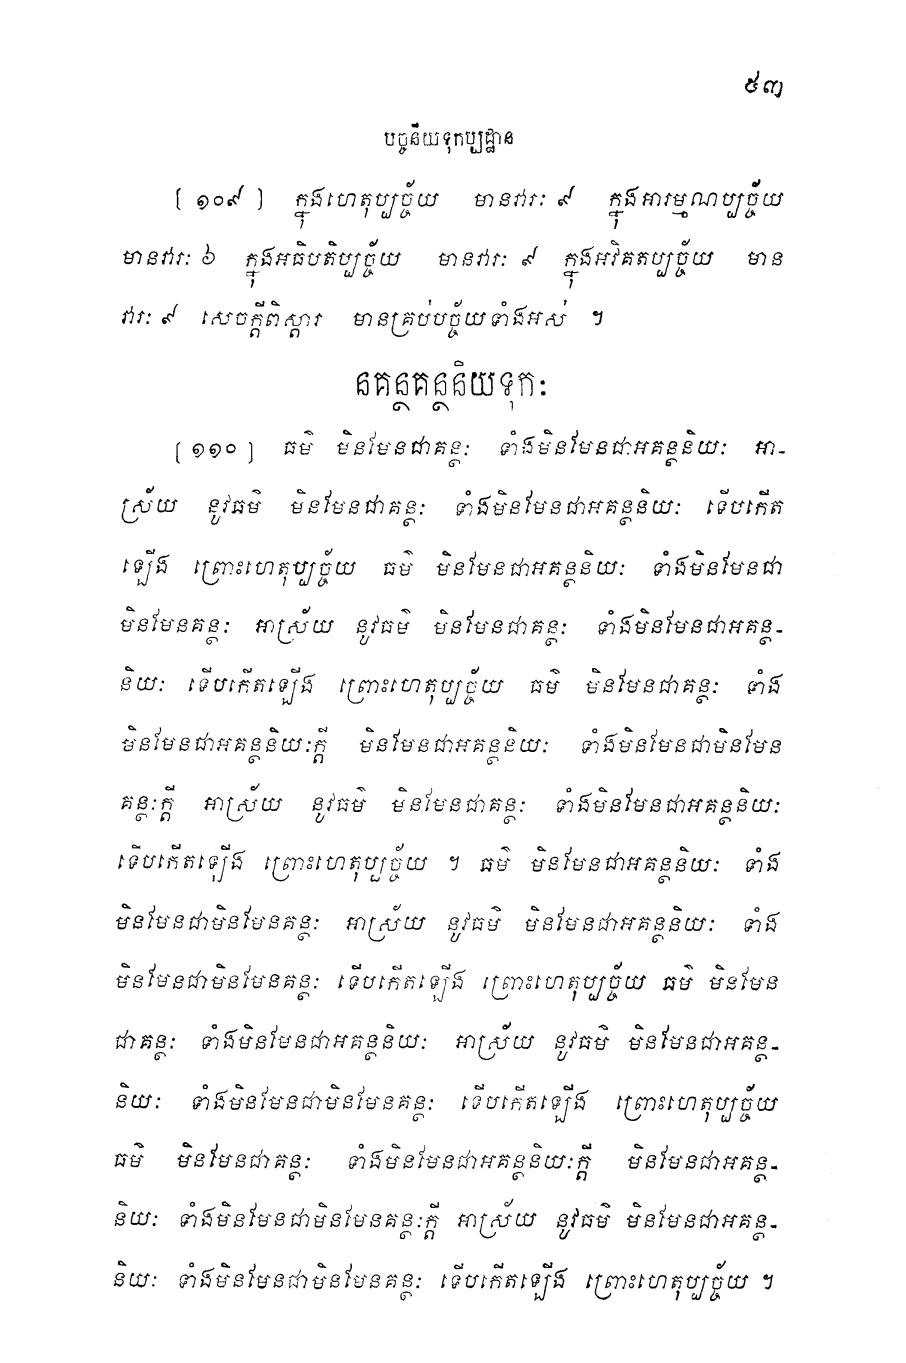 ៥៣
បច្ចនីយទុកប្បដ្ឋាន
[ ១០៩ ] ក្នុងហេតុប្បច្ច័យ មានវារៈ ៩ ក្នុងអារម្មណប្បច្ច័យ
មានវារៈ ៦ ក្នុងអធិបតិប្បច្ច័យ មានវារៈ ៩ ក្នុងអវិគតប្បច្ច័យ មាន
វារៈ ៩ សេចក្តីពិស្តារ មានគ្រប់បច្ច័យទាំងអស់ ។
នគន្ថគន្ថនិយទុកៈ
[ ១១០ ] ធម៌ មិនមែនជាគន្ថៈ ទាំងមិនមែនជាអគន្ថនិយៈ អា-
ស្រ័យ នូវធម៌ មិនមែនជាគន្ថៈ ទាំងមិនមែនជាអគន្ថនិយៈ ទើបកើត
ឡើង ព្រោះហេតុប្បច្ច័យ ធម៌ មិនមែនជាអគន្ថនិយៈ ទាំងមិនមែនជា
មិនមែនគន្ថៈ អាស្រ័យ នូវធម៌ មិនមែនជាគន្ថៈ ទាំងមិនមែនជាអគន្ថ-
និយៈ ទើបកើតឡើង ព្រោះហេតុប្បច្ច័យ ធម៌ មិនមែនជាគន្ថៈ ទាំង
មិនមែនជាអគន្ថនិយៈក្តី មិនមែនជាអគន្ថនិយៈ ទាំងមិនមែនជាមិនមែន
គន្ថៈក្តី អាស្រ័យ នូវធម៌ មិនមែនជាគន្ថៈ ទាំងមិនមែនជាអគន្ថនិយៈ
ទើបកើតឡើង ព្រោះហេតុប្បច្ច័យ ។ ធម៌ មិនមែនជាអគន្ថនិយៈ ទាំង
មិនមែនជាមិនមែនគន្ថៈ អាស្រ័យ នូវធម៌ មិនមែនជាអគន្ថនិយៈ ទាំង
មិនមែនជាមិនមែនគន្ថៈ ទើបកើតឡើង ព្រោះហេតុប្បច្ច័យ ធម៌ មិនមែន
ជាគន្ថៈ ទាំងមិនមែនជាអគន្ថនិយៈ អាស្រ័យ នូវធម៌ មិនមែនជាអគន្ថ-
និយៈ ទាំងមិនមែនជាមិនមែនគន្ថៈ ទើបកើតឡើង ព្រោះហេតុប្បច្ច័យ
ធម៌ មិនមែនជាគន្ថៈ ទាំងមិនមែនជាអគន្ថនិយៈក្តី មិនមែនជាអគន្ថ-
និយៈ ទាំងមិនមែនជាមិនមែនគន្ថៈក្តី អាស្រ័យ នូវធម៌ មិនមែនជាអគន្ថ-
និយៈ ទាំងមិនមែនជាមិនមែនគន្ថៈ ទើបកើតឡើង ព្រោះហេតុប្បច្ច័យ ។